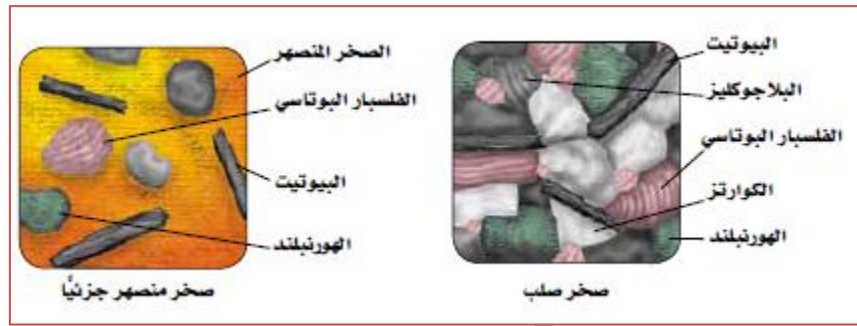 البيوتيت
البلاجوكليز
الفلسبار البوتاسي
الكوارتز
الهورنبلند
صخر صلب
الصخر المنصهر
الفلسبار البوتاسي
البيوتيت
الهورنبلند
صخر منصهر جزئيًّا